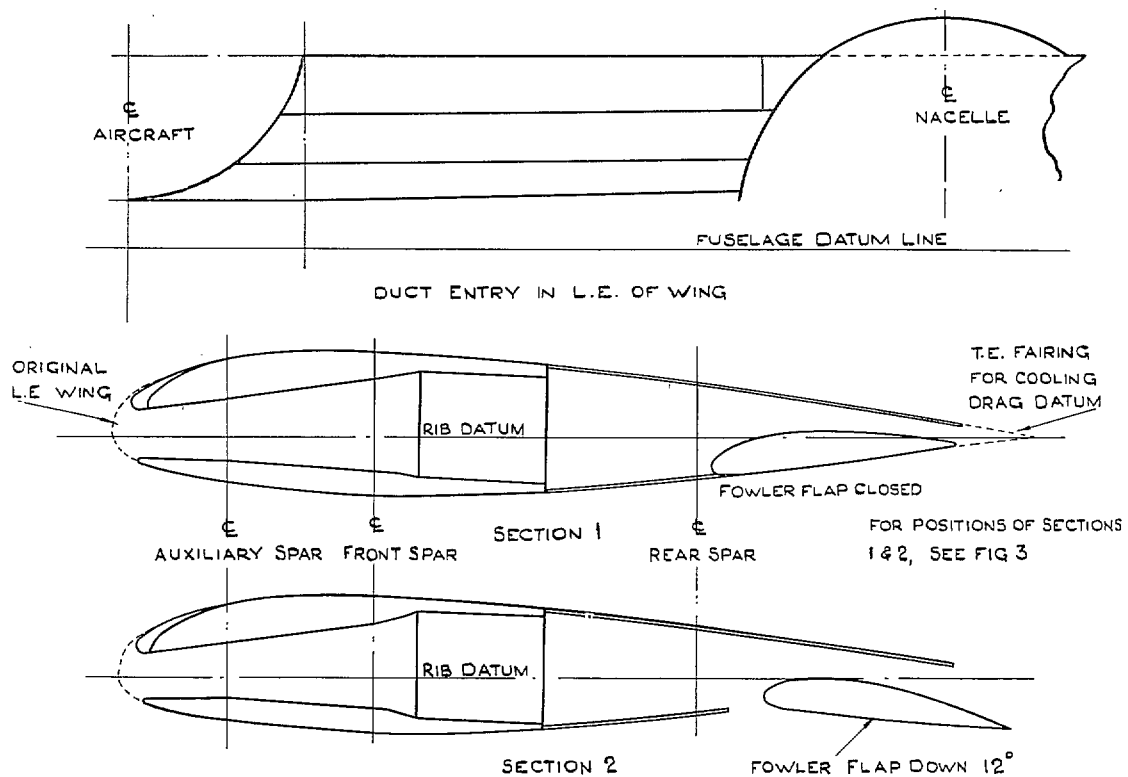 ℄
AIRCRAFT
℄
NACELLE
FUSELAGE DATUM LINE
DUCT ENTRY IN L.E. OF WING
ORIGINAL
L.E WING
T.E. FAIRING
FOR COOLING
DRAG DATUM
RIB DATUM
FOWLER FLAP CLOSED
℄
AUXILIARY SPAR
℄
FRONT SPAR
SECTION 1
℄
REAR SPAR
FOR POSITIONS OF SECTIONS
1 & 2, SEE FIG 3
RIB DATUM
SECTION 2
FOWLER FLAP DOWN 12°